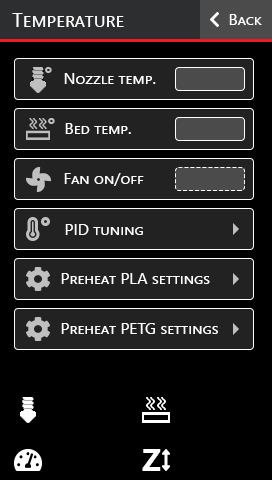 Temperature
Back
Nozzle temp.
Bed temp.
Fan on/off
PID tuning
Preheat PLA settings
Preheat PETG settings
Z